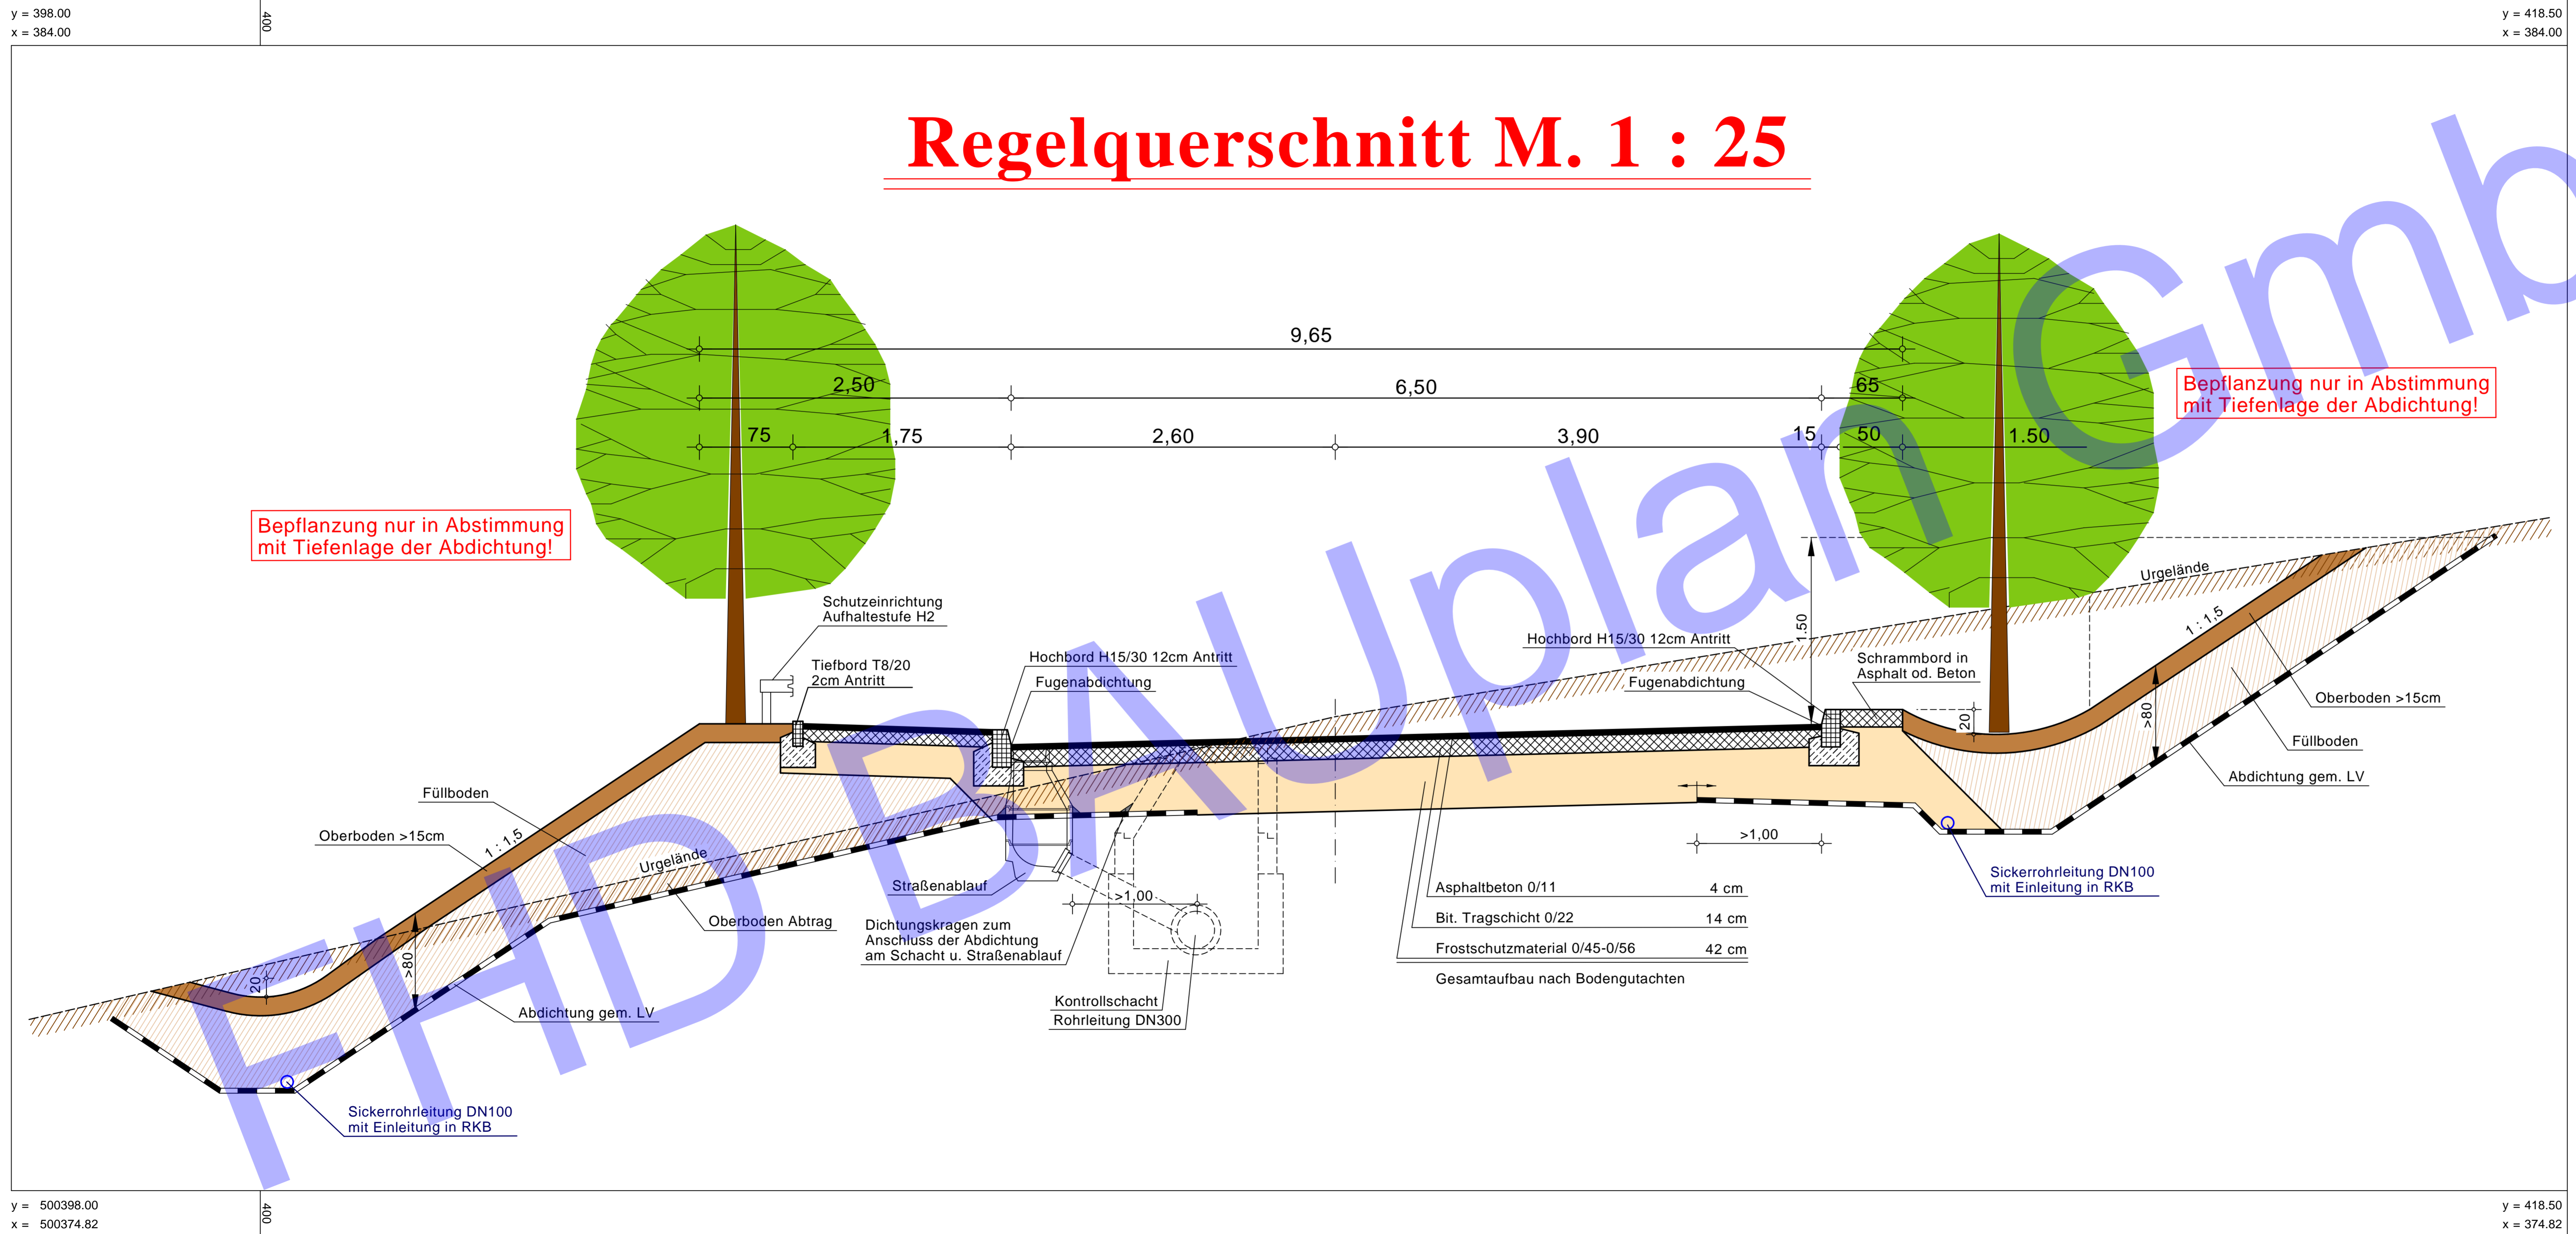 y = 398.00
x = 384.00
400
y = 418.50
x = 384.00
Regelquerschnitt M. 1 : 25
9,65
2,50
6,50
65
75
1,75
2,60
3,90
15
50
1.50
Bepflanzung nur in Abstimmung
mit Tiefenlage der Abdichtung!
Bepflanzung nur in Abstimmung
mit Tiefenlage der Abdichtung!
Schutzeinrichtung
Aufhaltestufe H2
Tiefbord T8/20
2cm Antritt
Hochbord H15/30 12cm Antritt
Fugenabdichtung
Hochbord H15/30 12cm Antritt
Fugenabdichtung
1.50
Schrammbord in
Asphalt od. Beton
20
Urgelände
1 : 1,5
>80
Oberboden >15cm
Füllboden
Abdichtung gem. LV
Füllboden
Oberboden >15cm
1 : 1,5
Urgelände
Straßenablauf
Oberboden Abtrag
Dichtungskragen zum
Anschluss der Abdichtung
am Schacht u. Straßenablauf
>1,00
>1,00
Asphaltbeton 0/11 4 cm
Bit. Tragschicht 0/22 14 cm
Frostschutzmaterial 0/45-0/56 42 cm
Gesamtaufbau nach Bodengutachten
Sickerrohrleitung DN100
mit Einleitung in RKB
20
>80
Abdichtung gem. LV
Kontrollschacht
Rohrleitung DN300
Sickerrohrleitung DN100
mit Einleitung in RKB
FHD BAUplan Gmb
y = 500398.00
x = 500374.82
400
y = 418.50
x = 374.82